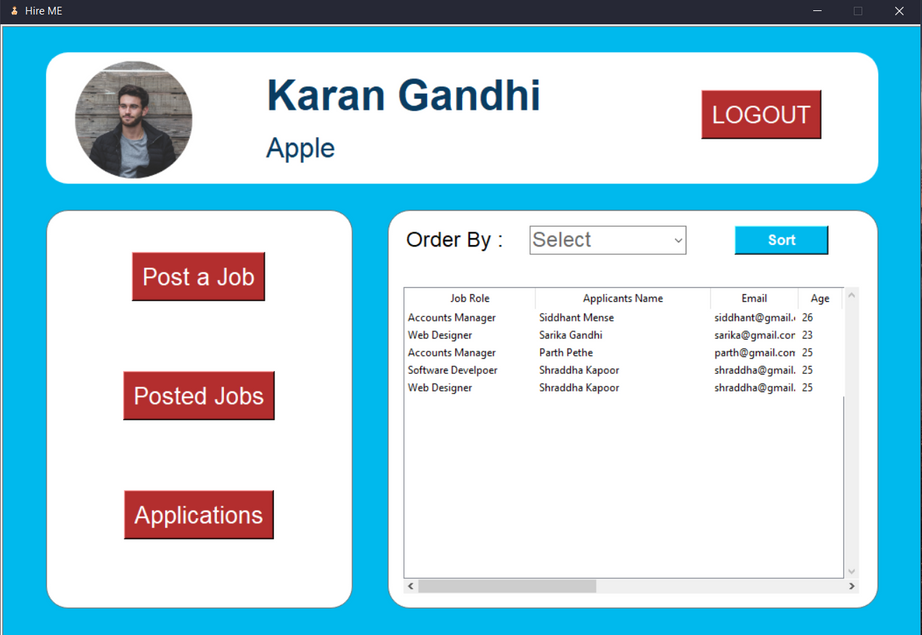 Hire ME
Karan Gandhi
Apple
LOGOUT
Post a Job
Posted Jobs
Applications
Order By : Select Sort
Job Role Applicants Name Email Age
Accounts Manager Siddhant Mense siddhant@gmail. 26
Web Designer Sarika Gandhi sarika@gmail.cor 23
Accounts Manager Parth Pethe parth@gmail.con 25
Software Develpoer Shraddha Kapoor shraddha@gmail. 25
Web Designer Shraddha Kapoor shraddha@gmail. 25